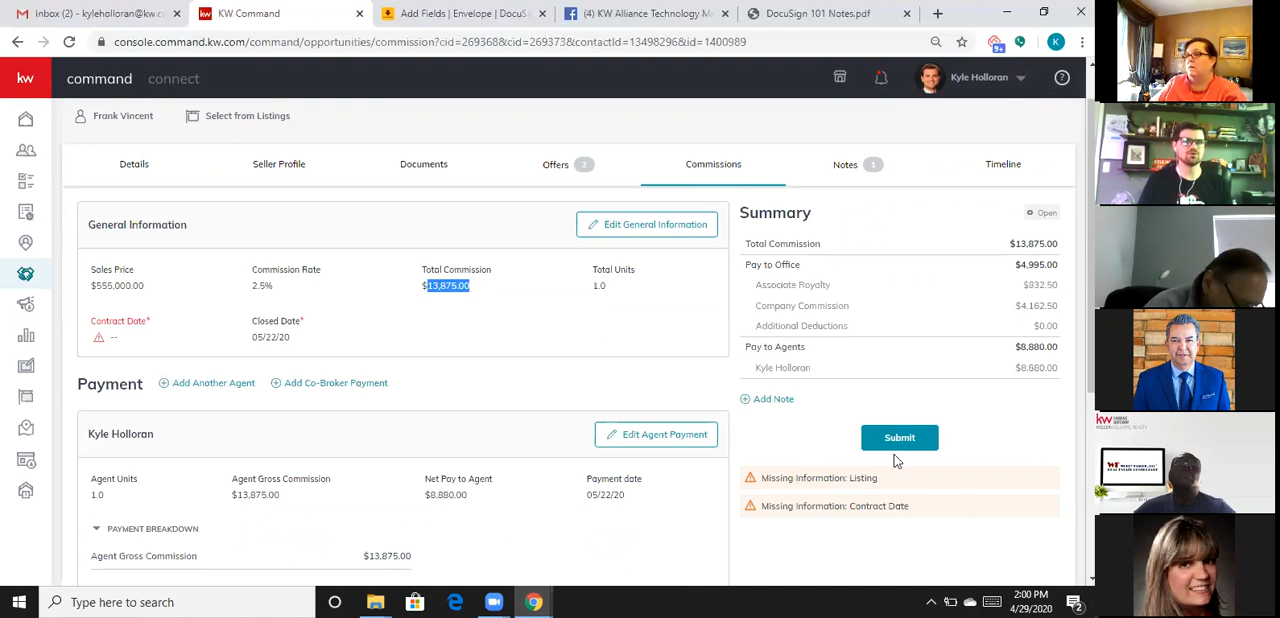 Inbox (2) - kyleholloran@kw.c
KW Command
Add Fields | Envelope | DocuSi
(4) KW Alliance Technology M
DocuSign 101 Notes.pdf
console.command.kw.com/command/opportunities/commission?cid=269368&cid=269373&contactId=13498296&id=1400989
9+
K
kw
command
connect
Kyle Holloran
Frank Vincent
Select from Listings
Details
Seller Profile
Documents
Offers 2
Commissions
Notes 1
Timeline
General Information
Edit General Information
Sales Price
Commission Rate
Total Commission
Total Units
$555,000.00
2.5%
$13,875.00
1.0
Contract Date*
Closed Date*
--
05/22/20
Payment
Add Another Agent
Add Co-Broker Payment
Kyle Holloran
Edit Agent Payment
Agent Units
Agent Gross Commission
Net Pay to Agent
Payment date
1.0
$13,875.00
$8,880.00
05/22/20
PAYMENT BREAKDOWN
Agent Gross Commission
$13,875.00
Summary
Open
Total Commission
$13,875.00
Pay to Office
$4,995.00
Associate Royalty
$832.50
Company Commission
$4,162.50
Additional Deductions
$0.00
Pay to Agents
$8,880.00
Kyle Holloran
$8,880.00
Add Note
Submit
Missing Information: Listing
Missing Information: Contract Date
kw
KELLERWILLIAMS. REALTY
Type here to search
2:00 PM
4/29/2020
2